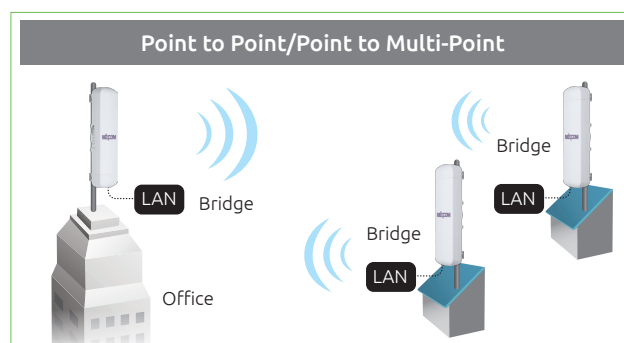 Point to Point/Point to Multi-Point
Bridge
LAN
LAN
Bridge
Bridge
LAN
Office